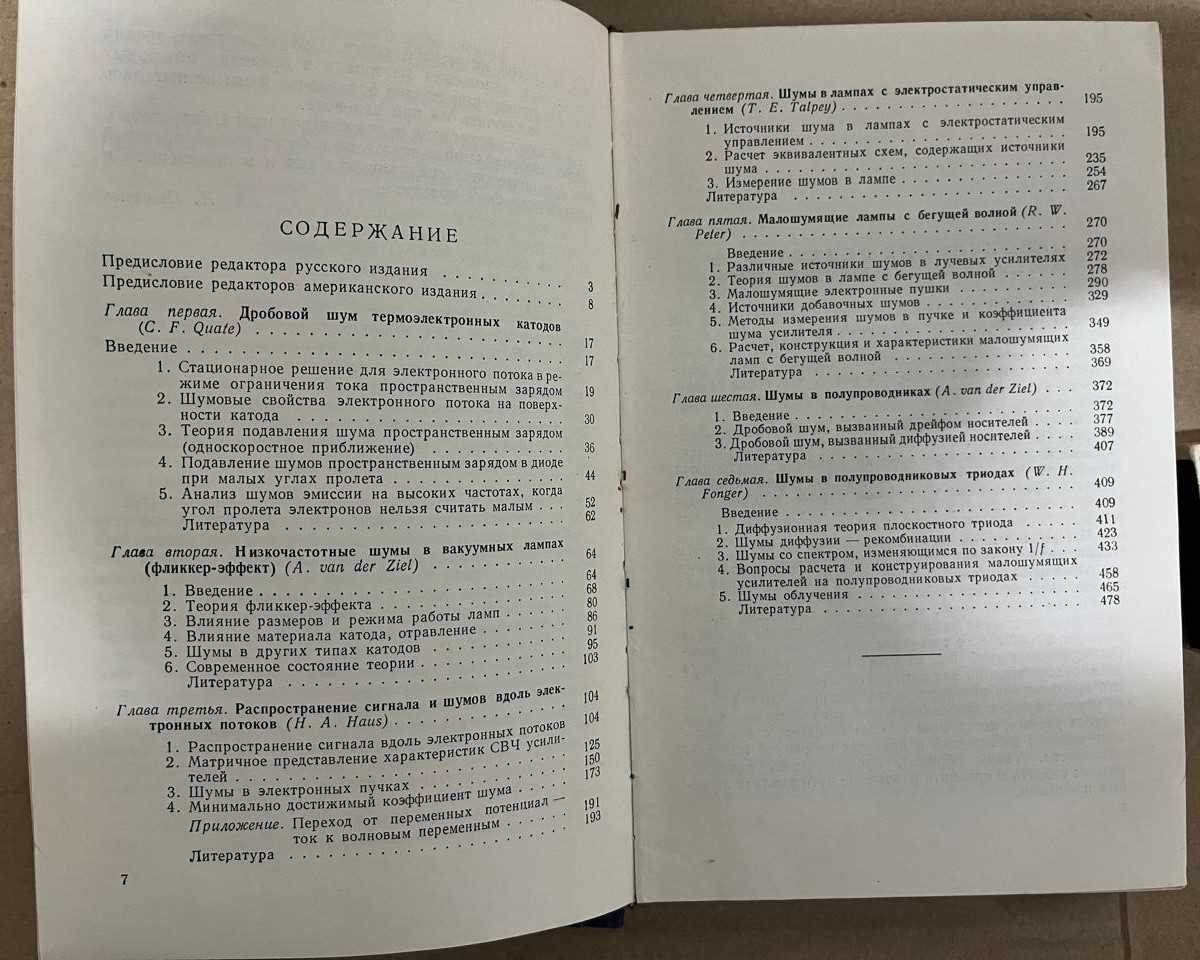 СОДЕРЖАНИЕ
Предисловие редактора русского издания . . . . . . . . 3
Предисловие редакторов американского издания . . . . . . 8
Глава первая. Дробовой шум термоэлектронных катодов
(C. F. Quate) . . . . . . . . . . . . . . . . . . . . . 17
Введение . . . . . . . . . . . . . . . . . . . . . . . 17
1. Стационарное решение для электронного потока в ре-
жиме ограничения тока пространственным зарядом 19
2. Шумовые свойства электронного потока на поверх-
ности катода . . . . . . . . . . . . . . . . . . 30
3. Теория подавления шума пространственным зарядом
(односкоростное приближение) . . . . . . . . . 36
4. Подавление шумов пространственным зарядом в диоде
при малых углах пролета . . . . . . . . . . . . 44
5. Анализ шумов эмиссии на высоких частотах, когда
угол пролета электронов нельзя считать малым . . . 52
Литература . . . . . . . . . . . . . . . . . . . 62
Глава вторая. Низкочастотные шумы в вакуумных лампах
(фликкер-эффект) (A. van der Ziel) . . . . . . . . . 64
1. Введение . . . . . . . . . . . . . . . . . . . . 64
2. Теория фликкер-эффекта . . . . . . . . . . . . . 68
3. Влияние размеров и режима работы ламп . . . . . . 80
4. Влияние материала катода, отравление . . . . . . . 86
5. Шумы в других типах катодов . . . . . . . . . . 91
6. Современное состояние теории . . . . . . . . . . 95
Литература . . . . . . . . . . . . . . . . . . . 103
Глава третья. Распространение сигнала и шумов вдоль элек-
тронных потоков (H. A. Haus) . . . . . . . . . . . . 104
1. Распространение сигнала вдоль электронных потоков 104
2. Матричное представление характеристик СВЧ усили-
телей . . . . . . . . . . . . . . . . . . . . . . 125
3. Шумы в электронных пучках . . . . . . . . . . . 150
4. Минимально достижимый коэффициент шума . . . . . 173
Приложение. Переход от переменных потенциал —
ток к волновым переменным . . . . . . 191
Литература . . . . . . . . . . . . . . . . . . . 193
7
Глава четвертая. Шумы в лампах с электростатическим управ-
лением (T. E. Talpey) . . . . . . . . . . . . . . . . 195
1. Источники шума в лампах с электростатическим
управлением . . . . . . . . . . . . . . . . . . . 195
2. Расчет эквивалентных схем, содержащих источники
шума . . . . . . . . . . . . . . . . . . . . . . 235
3. Измерение шумов в лампе . . . . . . . . . . . . . 254
Литература . . . . . . . . . . . . . . . . . . . . 267
Глава пятая. Малошумящие лампы с бегущей волной (R. W.
Peter) . . . . . . . . . . . . . . . . . . . . . . . 270
Введение . . . . . . . . . . . . . . . . . . . . . 270
1. Различные источники шумов в лучевых усилителях 272
2. Теория шумов в лампе с бегущей волной . . . . . . 278
3. Малошумящие электронные пушки . . . . . . . . . 290
4. Источники добавочных шумов . . . . . . . . . . . 329
5. Методы измерения шумов в пучке и коэффициента
шума усилителя . . . . . . . . . . . . . . . . . . 349
6. Расчет, конструкция и характеристики малошумящих
ламп с бегущей волной . . . . . . . . . . . . . . 358
Литература . . . . . . . . . . . . . . . . . . . 369
Глава шестая. Шумы в полупроводниках (A. van der Ziel) . . . 372
1. Введение . . . . . . . . . . . . . . . . . . . . . 372
2. Дробовой шум, вызванный дрейфом носителей . . . . 377
3. Дробовой шум, вызванный диффузией носителей . . . . 389
Литература . . . . . . . . . . . . . . . . . . . 407
Глава седьмая. Шумы в полупроводниковых триодах (W. H.
Fonger) . . . . . . . . . . . . . . . . . . . . . . . 409
Введение . . . . . . . . . . . . . . . . . . . . . . 409
1. Диффузионная теория плоскостного триода . . . . . 411
2. Шумы диффузии — рекомбинации . . . . . . . . . 423
3. Шумы со спектром, изменяющимся по закону 1/f . . . 433
4. Вопросы расчета и конструирования малошумящих
усилителей на полупроводниковых триодах . . . . . 458
5. Шумы облучения . . . . . . . . . . . . . . . . . 465
Литература . . . . . . . . . . . . . . . . . . . 478